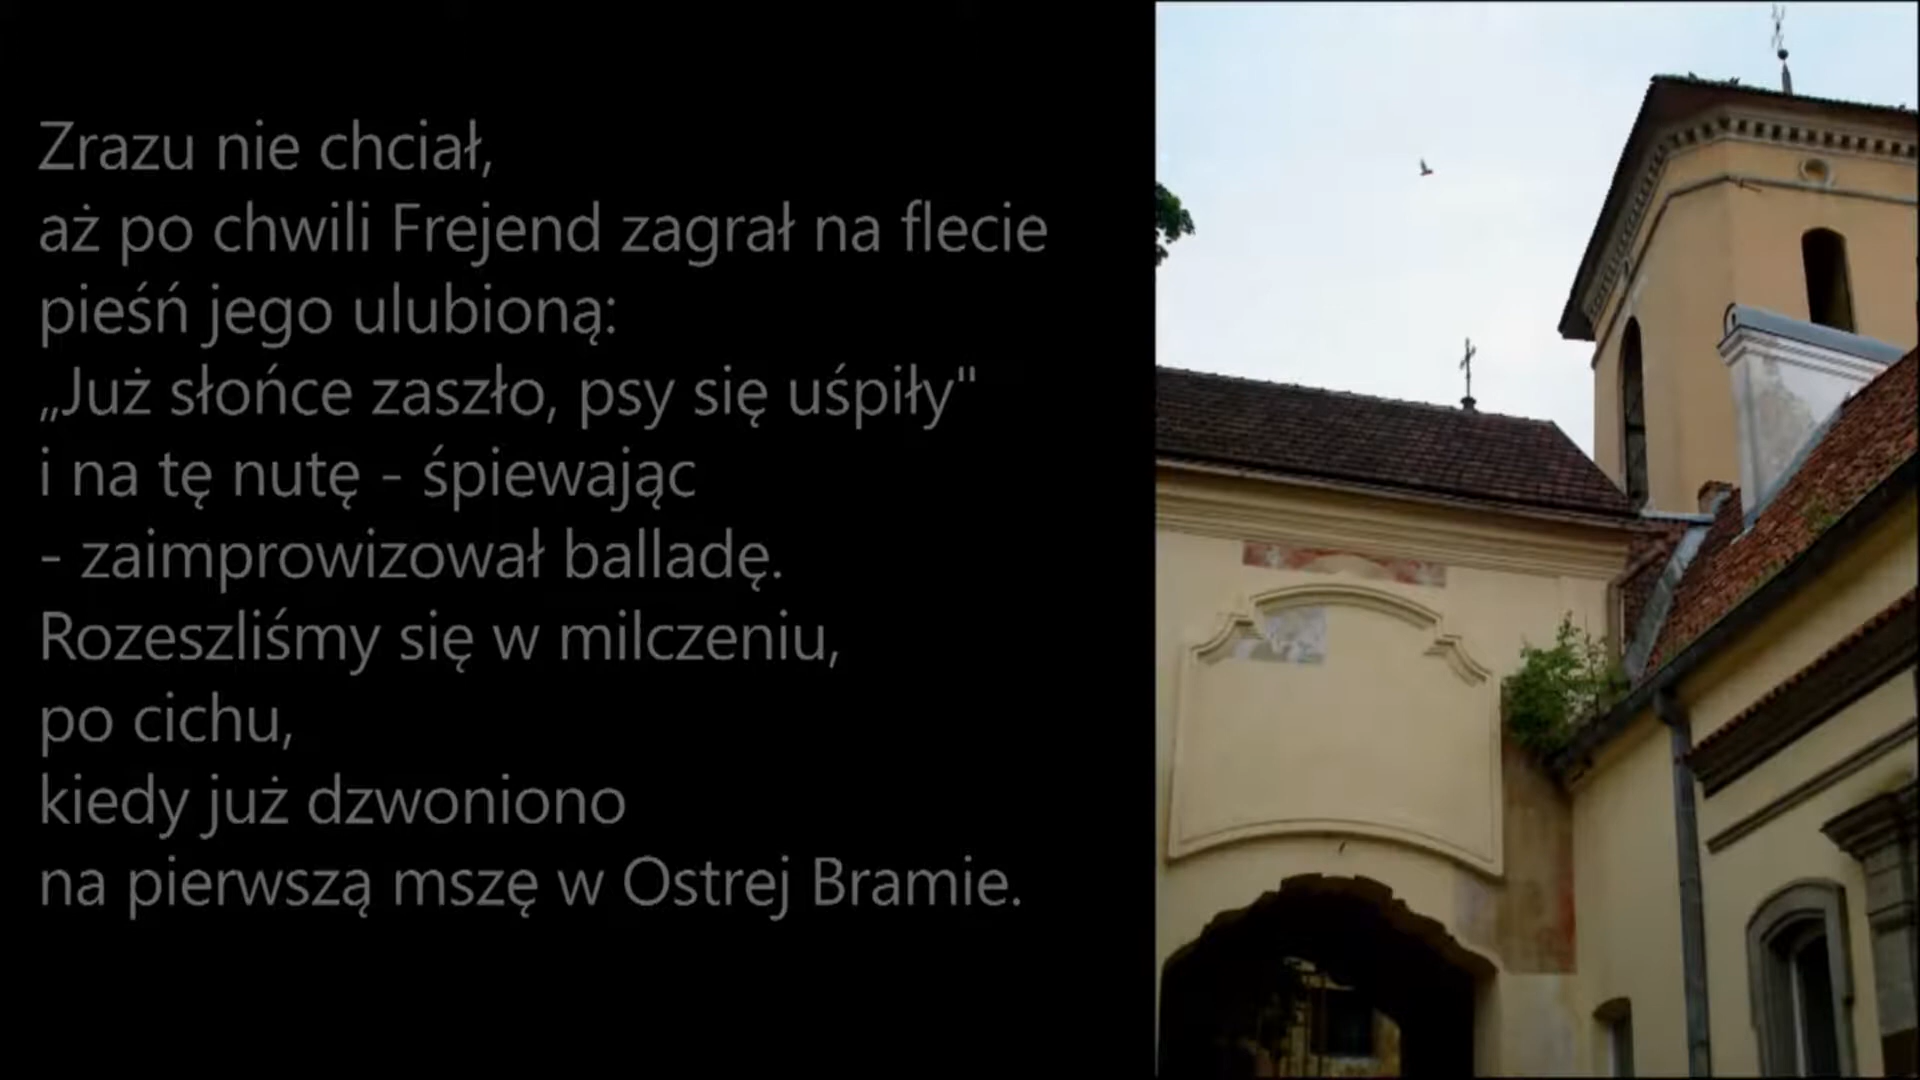 Zrazu nie chciał,
aż po chwili Frejend zagrał na flecie
pieśń jego ulubioną:
„Już słońce zaszło, psy się uśpiły"
i na tę nutę - śpiewając
- zaimprowizował balladę.
Rozeszliśmy się w milczeniu,
po cichu,
kiedy już dzwoniono
na pierwszą mszę w Ostrej Bramie.